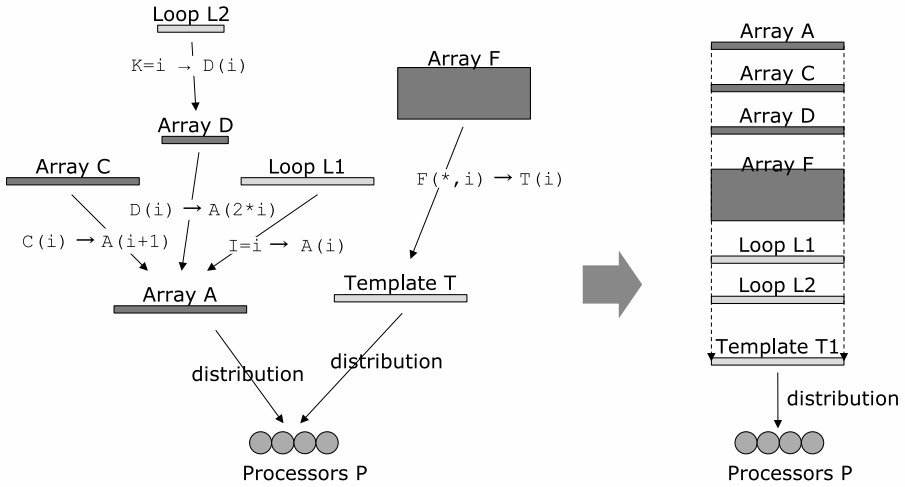 Loop L2
K=i → D(i)
Array F
Array D
Array C
Loop L1
F(*,i) → T(i)
D(i) → A(2*i)
C(i) → A(i+1)
I=i → A(i)
Array A
Template T
distribution
distribution
Processors P
Array A
Array C
Array D
Array F
Loop L1
Loop L2
Template T1
distribution
Processors P